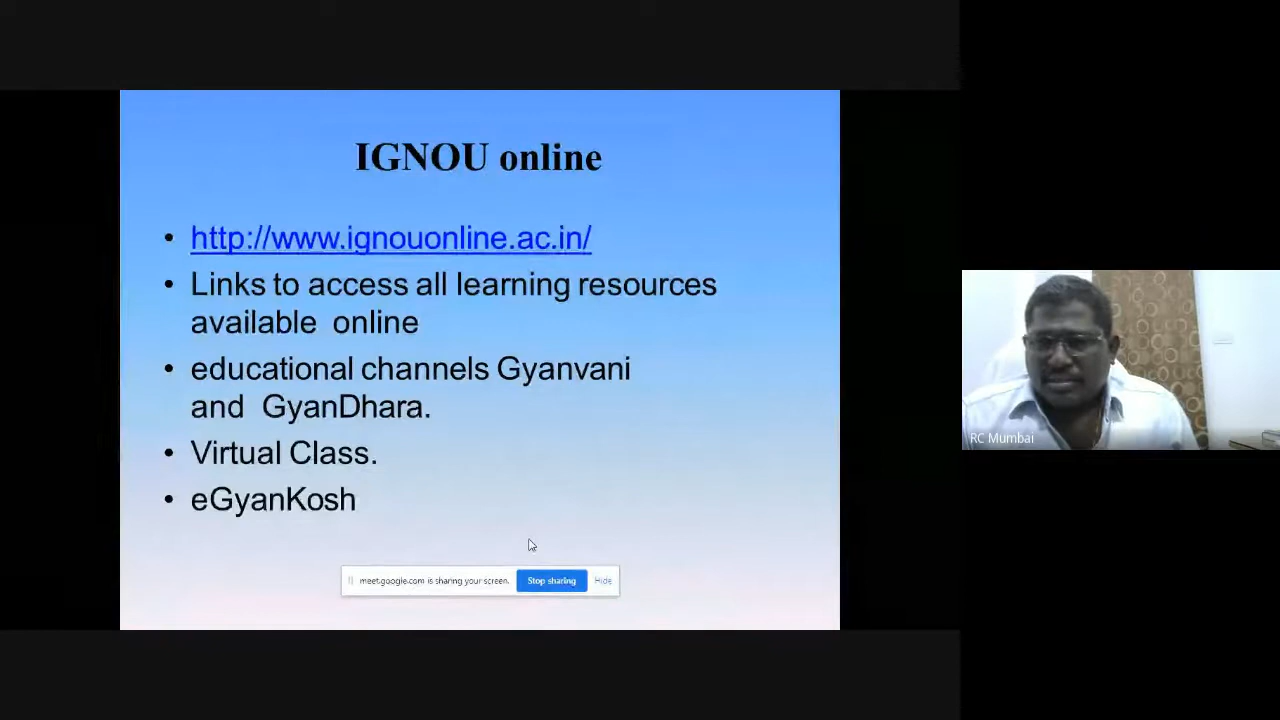 IGNOU online
• http://www.ignouonline.ac.in/
• Links to access all learning resources
available online
• educational channels Gyanvani
and GyanDhara.
• Virtual Class.
• eGyanKosh
meet.google.com is sharing your screen. Stop sharing Hide
RC Mumbai